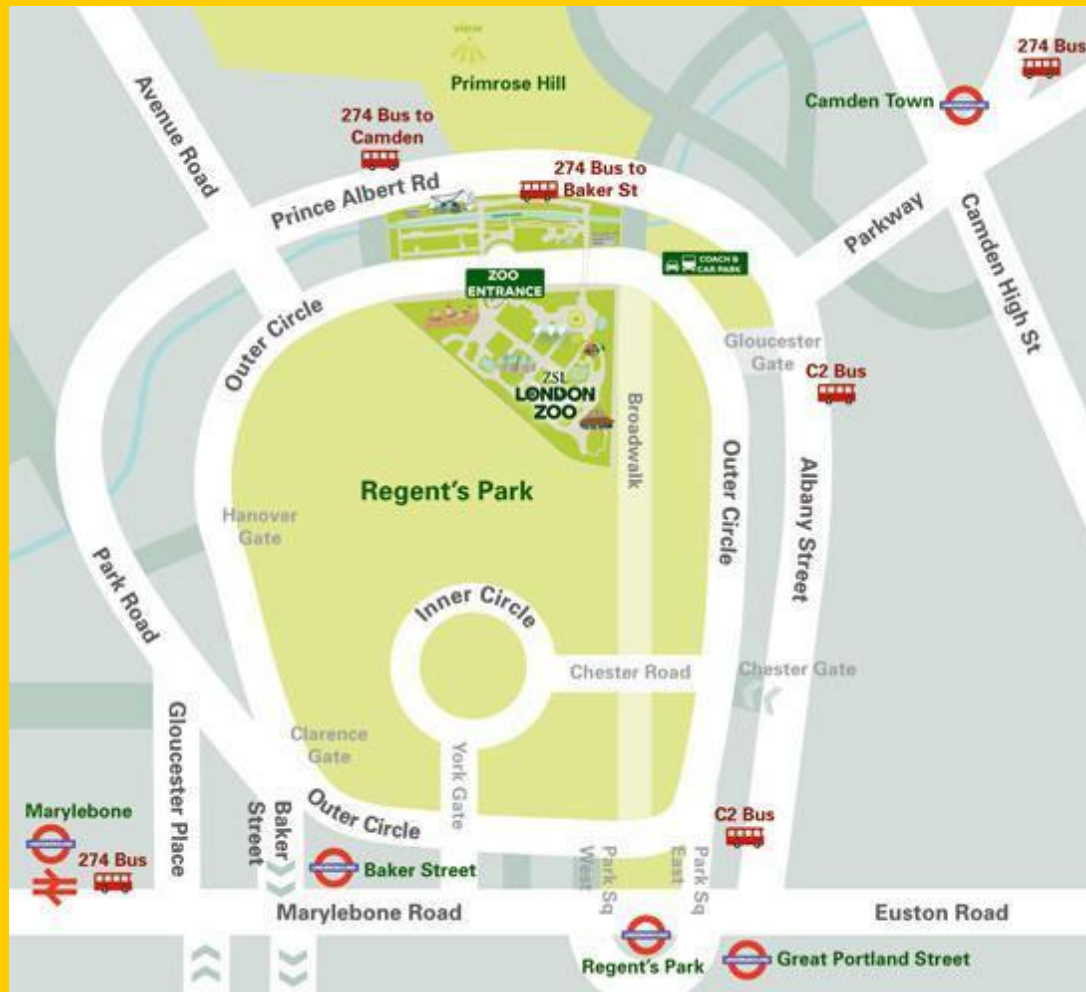 view
Primrose Hill
274 Bus
Camden Town
274 Bus to
Camden
274 Bus to
Baker St
Avenue Road
Prince Albert Rd
Parkway
Camden High St
COACH &
CAR PARK
ZOO
ENTRANCE
Outer Circle
Gloucester
Gate
C2 Bus
ZSL
LONDON
ZOO
Broadwalk
Outer Circle
Albany Street
Regent's Park
Hanover
Gate
Park Road
Inner Circle
Chester Road
Chester Gate
Gloucester Place
Clarence
Gate
York Gate
Outer Circle
Baker
Street
Marylebone
274 Bus
Baker Street
C2 Bus
Park Sq
West
Park Sq
East
Marylebone Road
Euston Road
Regent's Park
Great Portland Street